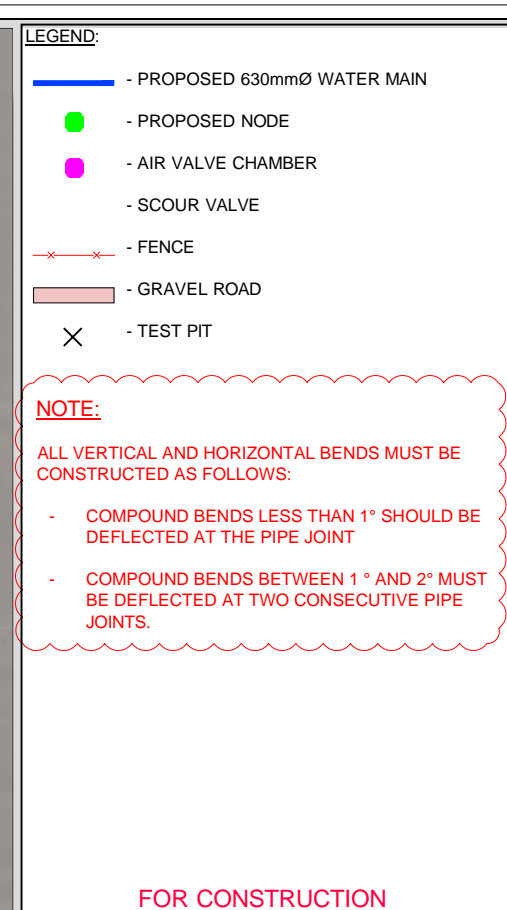 LEGEND:
- PROPOSED 630mmØ WATER MAIN
- PROPOSED NODE
- AIR VALVE CHAMBER
- SCOUR VALVE
- FENCE
- GRAVEL ROAD
- TEST PIT
NOTE:
ALL VERTICAL AND HORIZONTAL BENDS MUST BE
CONSTRUCTED AS FOLLOWS:
- COMPOUND BENDS LESS THAN 1° SHOULD BE
DEFLECTED AT THE PIPE JOINT
- COMPOUND BENDS BETWEEN 1 ° AND 2° MUST
BE DEFLECTED AT TWO CONSECUTIVE PIPE
JOINTS.
FOR CONSTRUCTION